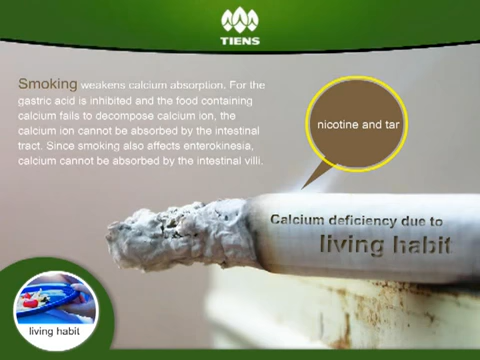 TIENS
Smoking weakens calcium absorption. For the
gastric acid is inhibited and the food containing
calcium fails to decompose calcium ion, the
calcium ion cannot be absorbed by the intestinal
tract. Since smoking also affects enterokinesia,
calcium cannot be absorbed by the intestinal villi.
nicotine and tar
Calcium deficiency due to
living habit
living habit